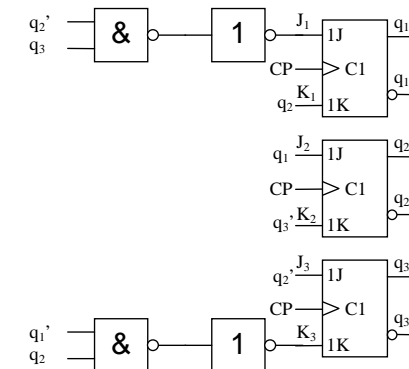 q₂’ & 1 J₁ 1J q₁
q₃ CP C1
q₂ K₁ 1K q₁
q₁ J₂ 1J q₂
CP C1
q₃’ K₂ 1K q₂
q₂’ J₃ 1J q₃
CP C1
q₁’ & 1 K₃ 1K q₃
q₂